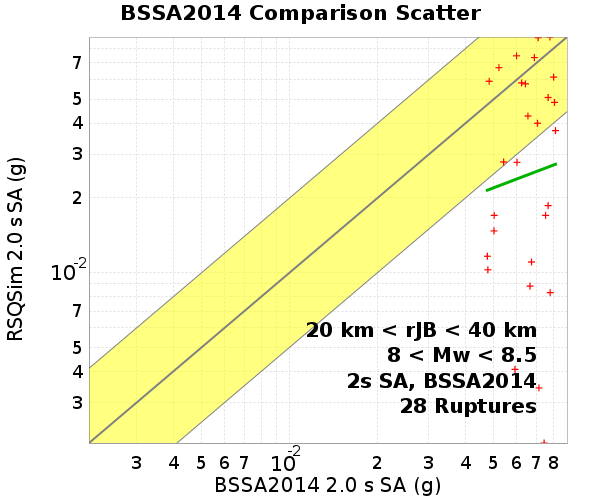 BSSA2014 Comparison Scatter
RSQSim 2.0 s SA (g)
7
5
4
3
2
10-2
7
5
4
3
20 km < rJB < 40 km
8 < Mw < 8.5
2s SA, BSSA2014
28 Ruptures
3 4 5 6 7 10-2 2 3 4 5 6 7 8
BSSA2014 2.0 s SA (g)